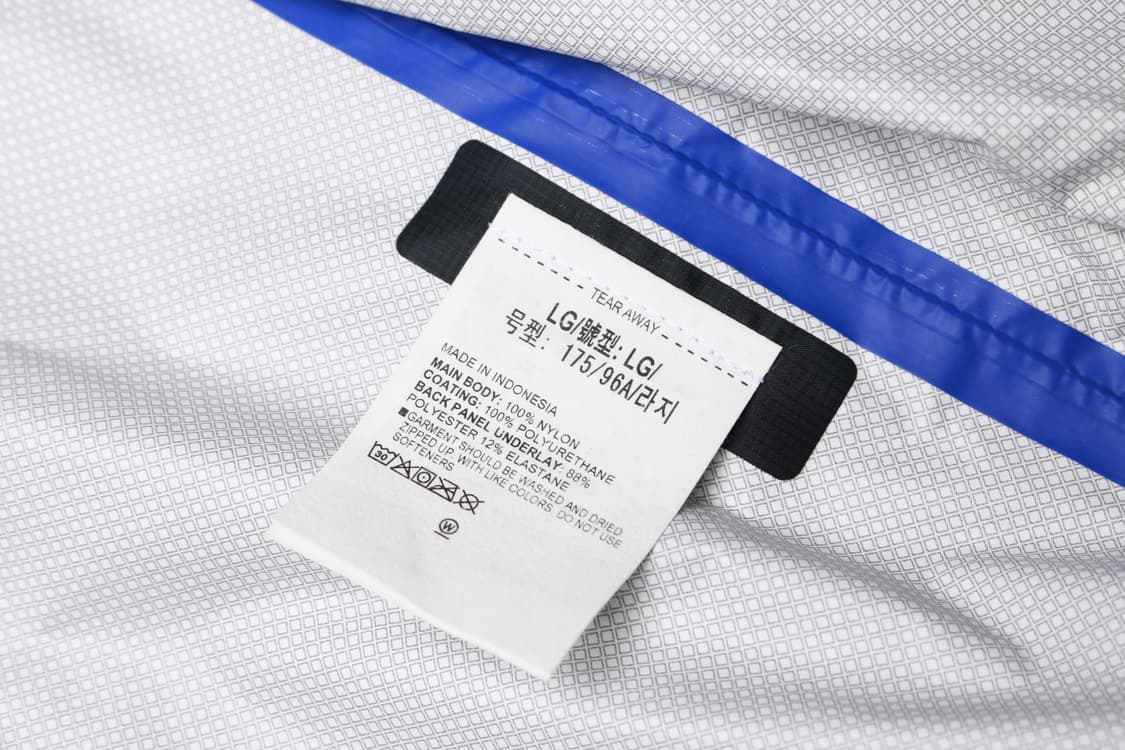 TEAR AWAY
LG/號型: LG/
号型: 175/96A/라지
MADE IN INDONESIA
MAIN BODY: 100% NYLON
COATING: 100% POLYURETHANE
BACK PANEL UNDERLAY: 88%
POLYESTER 12% ELASTANE
■GARMENT SHOULD BE WASHED AND DRIED
ZIPPED UP. WITH LIKE COLORS. DO NOT USE
SOFTENERS
30
W